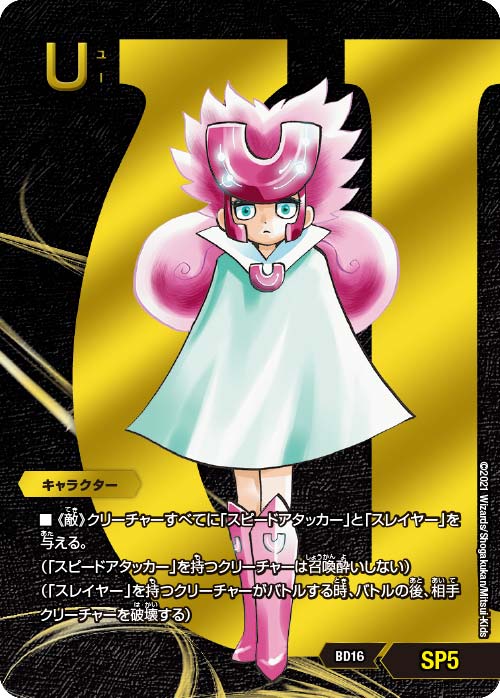 U
ユー
キャラクター
■《敵》クリーチャーすべてに「スピードアタッカー」と「スレイヤー」を
与える。
(「スピードアタッカー」を持つクリーチャーは召喚酔いしない)
(「スレイヤー」を持つクリーチャーがバトルする時、バトルの後、相手
クリーチャーを破壊する)
©2021 Wizards/Shogakukan/Mitsui-Kids
BD16
SP5